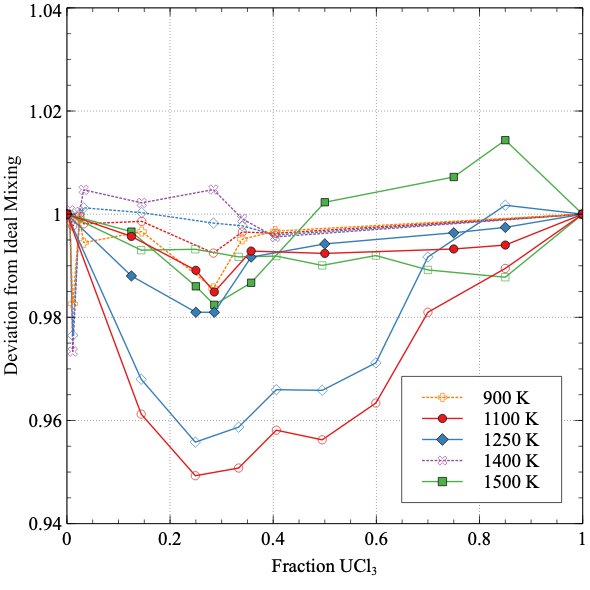 1.04
1.02
1
0.98
0.96
0.94
Deviation from Ideal Mixing
900 K
1100 K
1250 K
1400 K
1500 K
0 0.2 0.4 0.6 0.8 1
Fraction UCl₃